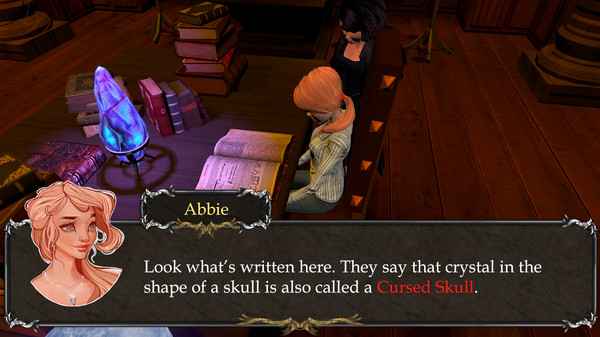 Abbie
Look what's written here. They say that crystal in the
shape of a skull is also called a Cursed Skull.